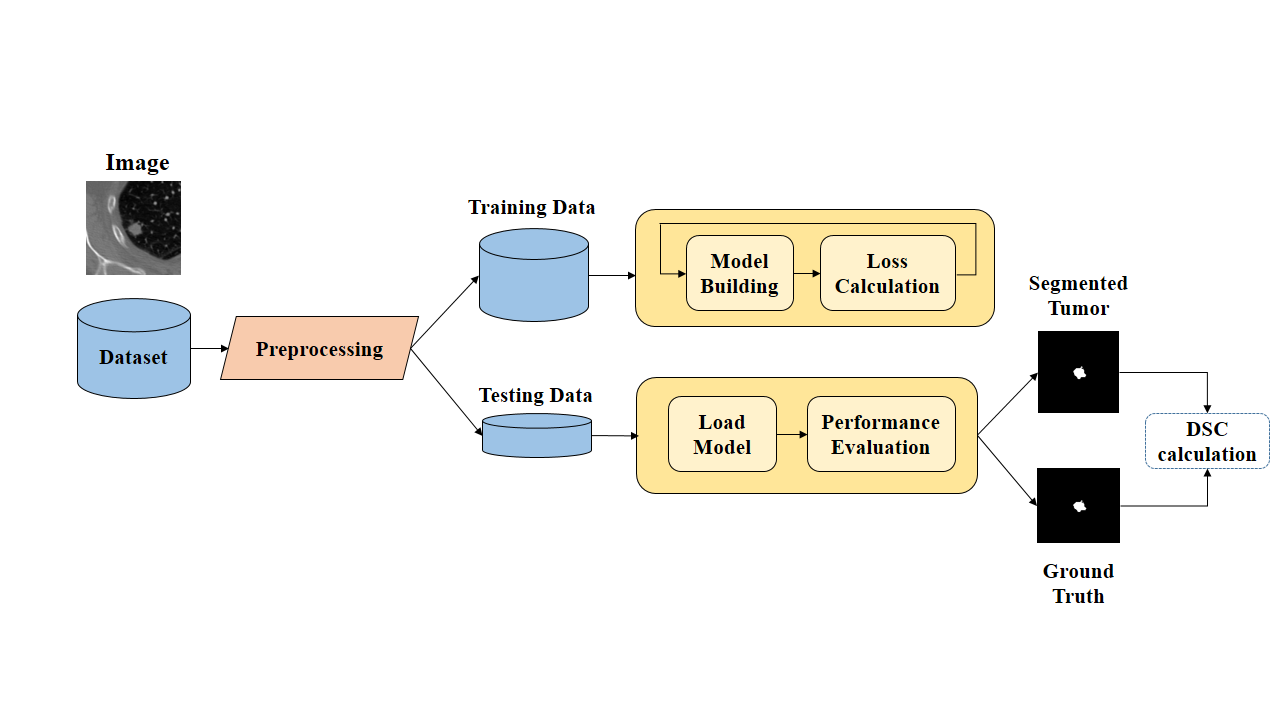 Image
Dataset
Preprocessing
Training Data
Model
Building
Loss
Calculation
Testing Data
Load
Model
Performance
Evaluation
Segmented
Tumor
Ground
Truth
DSC
calculation